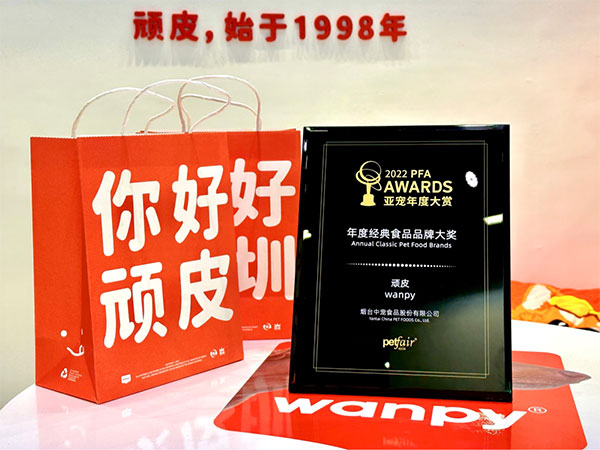 顽皮，始于1998年
你好
顽皮
好
圳
2022 PFA
AWARDS
亚宠年度大赏
年度经典食品品牌大奖
Annual Classic Pet Food Brands
顽皮
wanpy
烟台中宠食品股份有限公司
Yantai China PET FOODS Co., Ltd.
petfair®
wanpy®